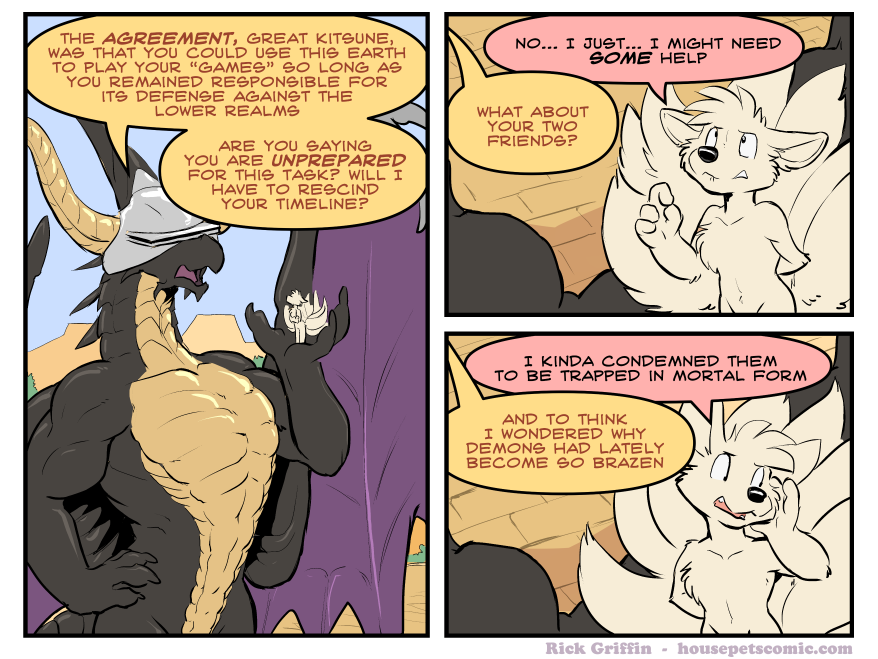 THE AGREEMENT, GREAT KITSUNE,
WAS THAT YOU COULD USE THIS EARTH
TO PLAY YOUR "GAMES" SO LONG AS
YOU REMAINED RESPONSIBLE FOR
ITS DEFENSE AGAINST THE
LOWER REALMS
ARE YOU SAYING
YOU ARE UNPREPARED
FOR THIS TASK? WILL I
HAVE TO RESCIND
YOUR TIMELINE?
NO... I JUST... I MIGHT NEED
SOME HELP
WHAT ABOUT
YOUR TWO
FRIENDS?
I KINDA CONDEMNED THEM
TO BE TRAPPED IN MORTAL FORM
AND TO THINK
I WONDERED WHY
DEMONS HAD LATELY
BECOME SO BRAZEN
Rick Griffin - housepetscomic.com